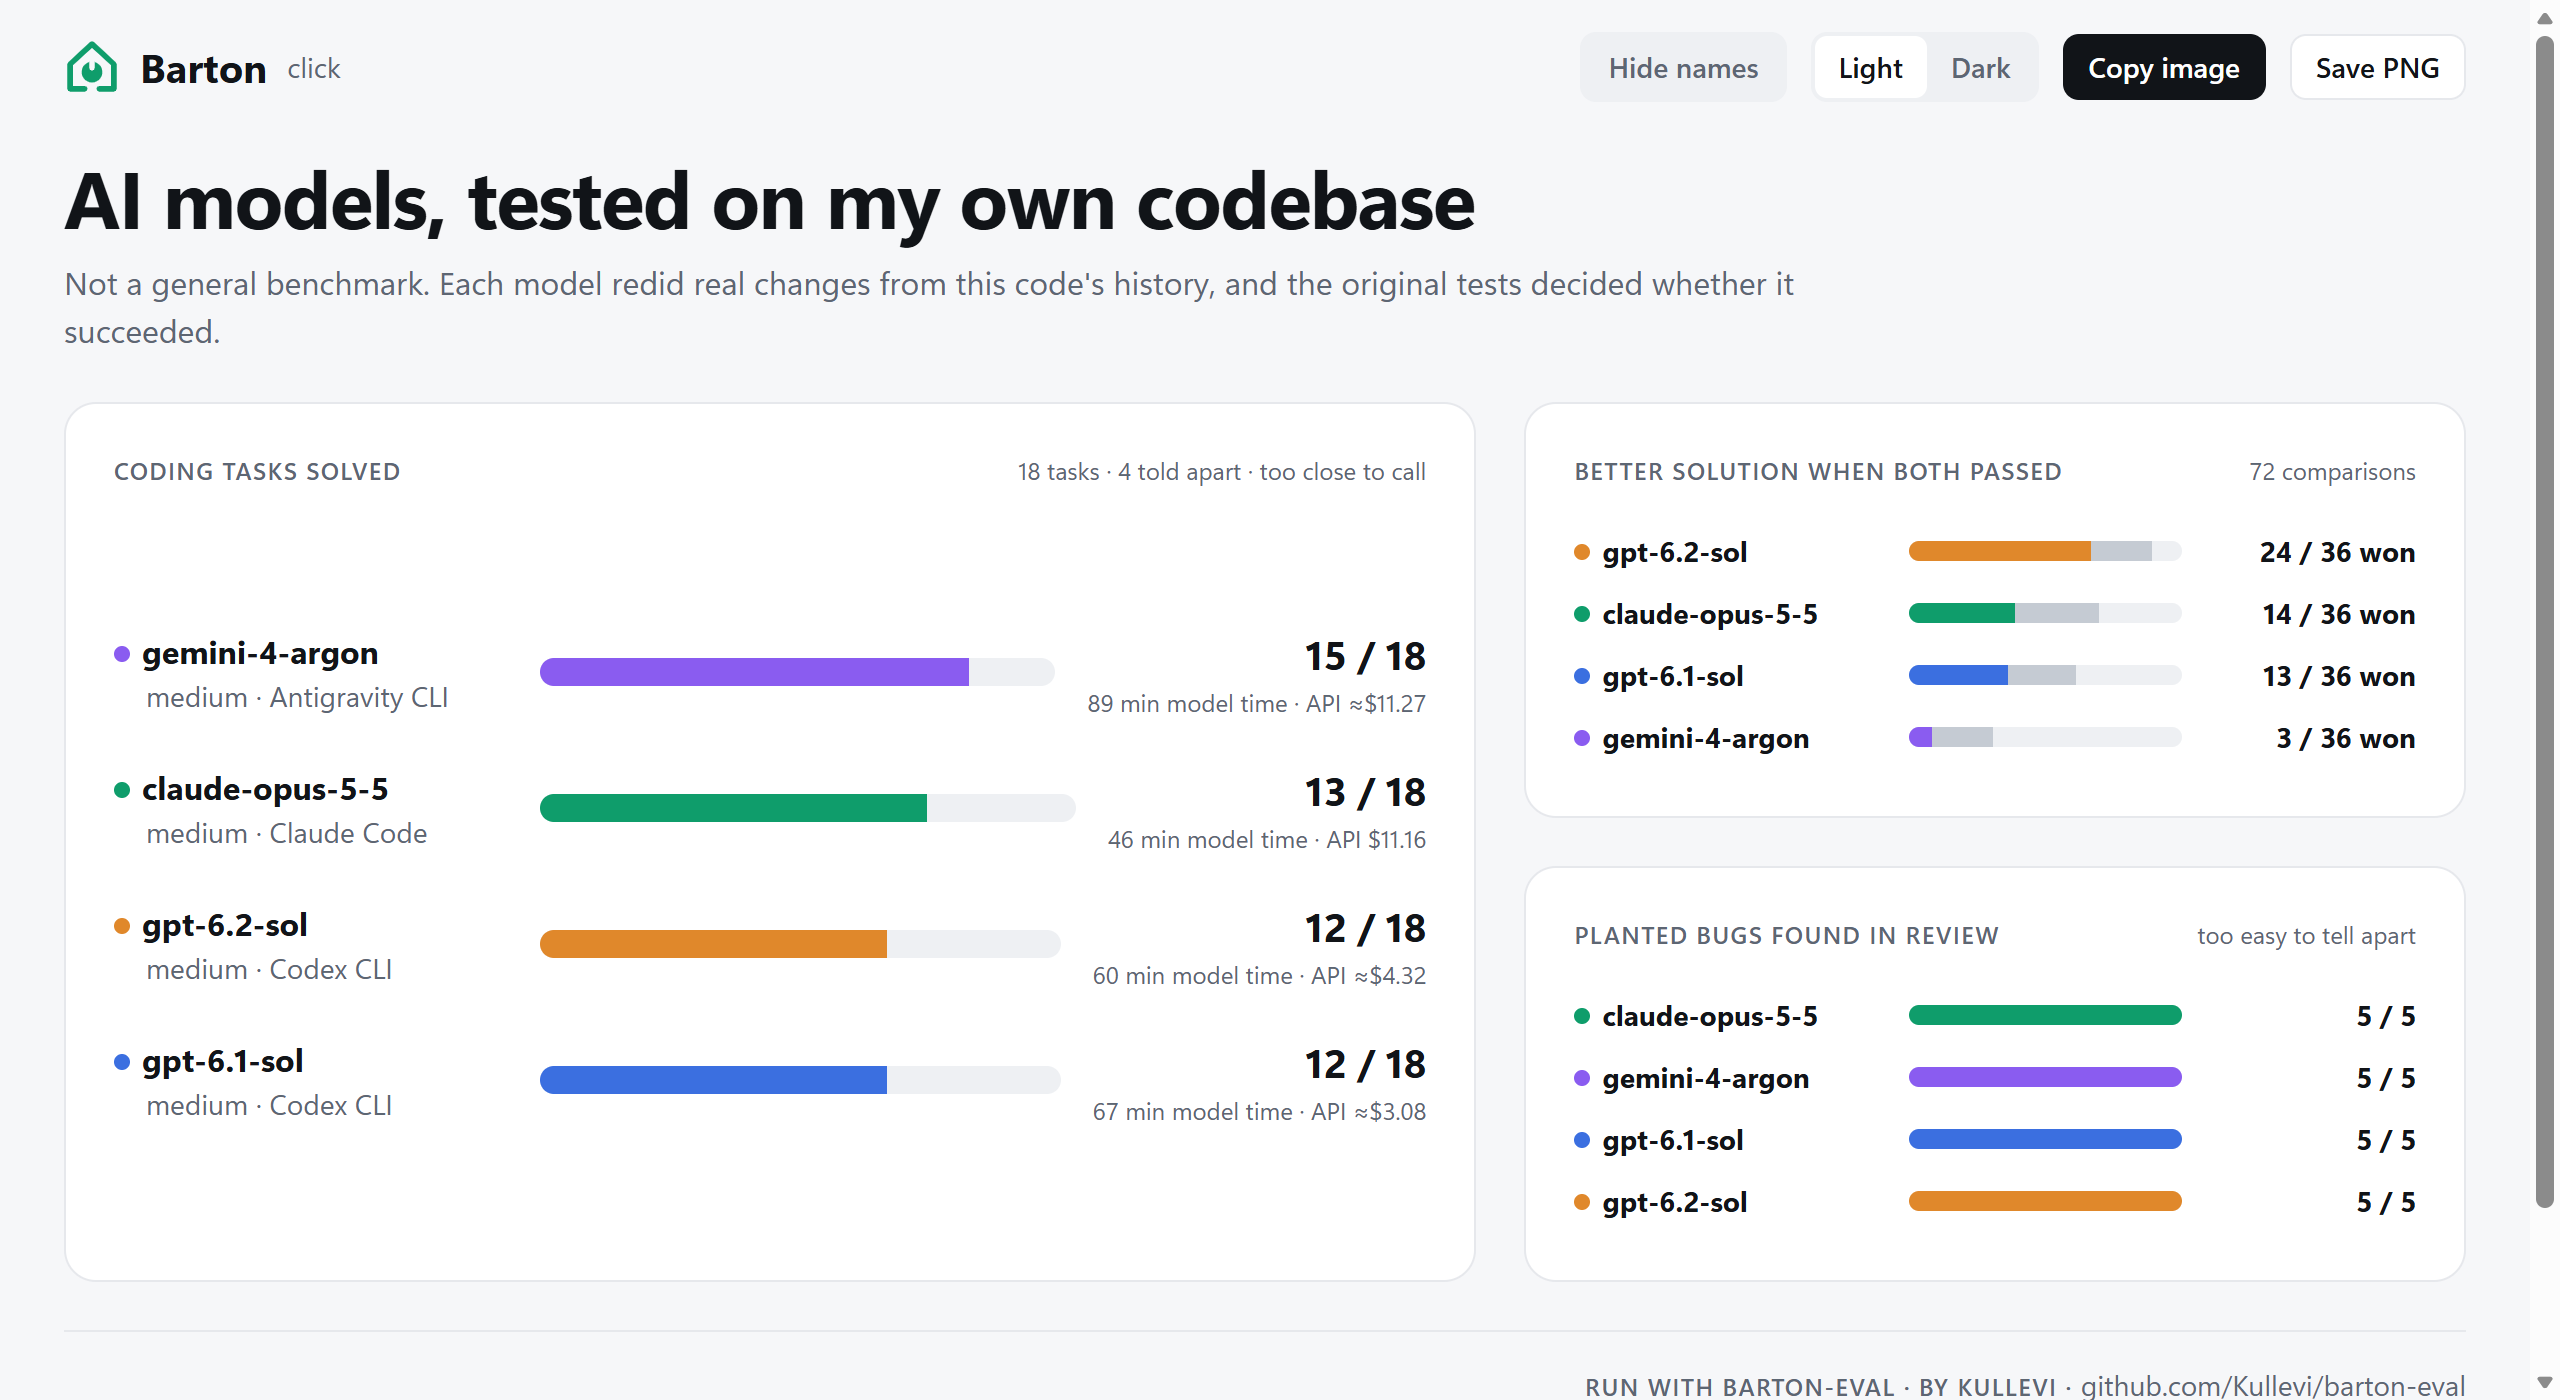 Barton click
Hide names
Light Dark
Copy image
Save PNG
AI models, tested on my own codebase
Not a general benchmark. Each model redid real changes from this code's history, and the original tests decided whether it
succeeded.
CODING TASKS SOLVED
18 tasks · 4 told apart · too close to call
gemini-4-argon
medium · Antigravity CLI
15 / 18
89 min model time · API ≈$11.27
claude-opus-5-5
medium · Claude Code
13 / 18
46 min model time · API $11.16
gpt-6.2-sol
medium · Codex CLI
12 / 18
60 min model time · API ≈$4.32
gpt-6.1-sol
medium · Codex CLI
12 / 18
67 min model time · API ≈$3.08
BETTER SOLUTION WHEN BOTH PASSED
72 comparisons
gpt-6.2-sol 24 / 36 won
claude-opus-5-5 14 / 36 won
gpt-6.1-sol 13 / 36 won
gemini-4-argon 3 / 36 won
PLANTED BUGS FOUND IN REVIEW
too easy to tell apart
claude-opus-5-5 5 / 5
gemini-4-argon 5 / 5
gpt-6.1-sol 5 / 5
gpt-6.2-sol 5 / 5
RUN WITH BARTON-EVAL · BY KULLEVI · github.com/Kullevi/barton-eval